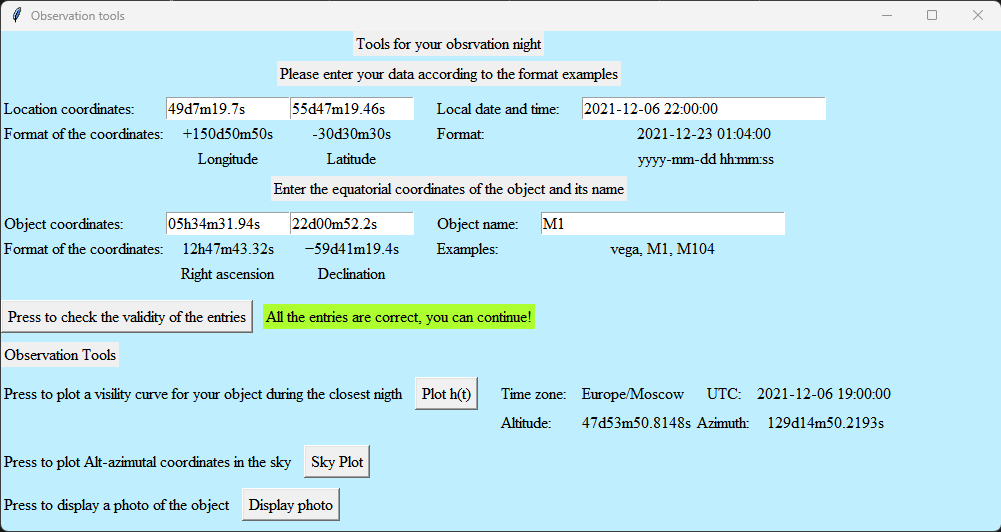 Observation tools
Tools for your obsrvation night
Please enter your data according to the format examples
Location coordinates: 49d7m19.7s 55d47m19.46s Local date and time: 2021-12-06 22:00:00
Format of the coordinates: +150d50m50s -30d30m30s Format: 2021-12-23 01:04:00
Longitude Latitude yyyy-mm-dd hh:mm:ss
Enter the equatorial coordinates of the object and its name
Object coordinates: 05h34m31.94s 22d00m52.2s Object name: M1
Format of the coordinates: 12h47m43.32s −59d41m19.4s Examples: vega, M1, M104
Right ascension Declination
Press to check the validity of the entries All the entries are correct, you can continue!
Observation Tools
Press to plot a visility curve for your object during the closest nigth Plot h(t) Time zone: Europe/Moscow UTC: 2021-12-06 19:00:00
Altitude: 47d53m50.8148s Azimuth: 129d14m50.2193s
Press to plot Alt-azimutal coordinates in the sky Sky Plot
Press to display a photo of the object Display photo